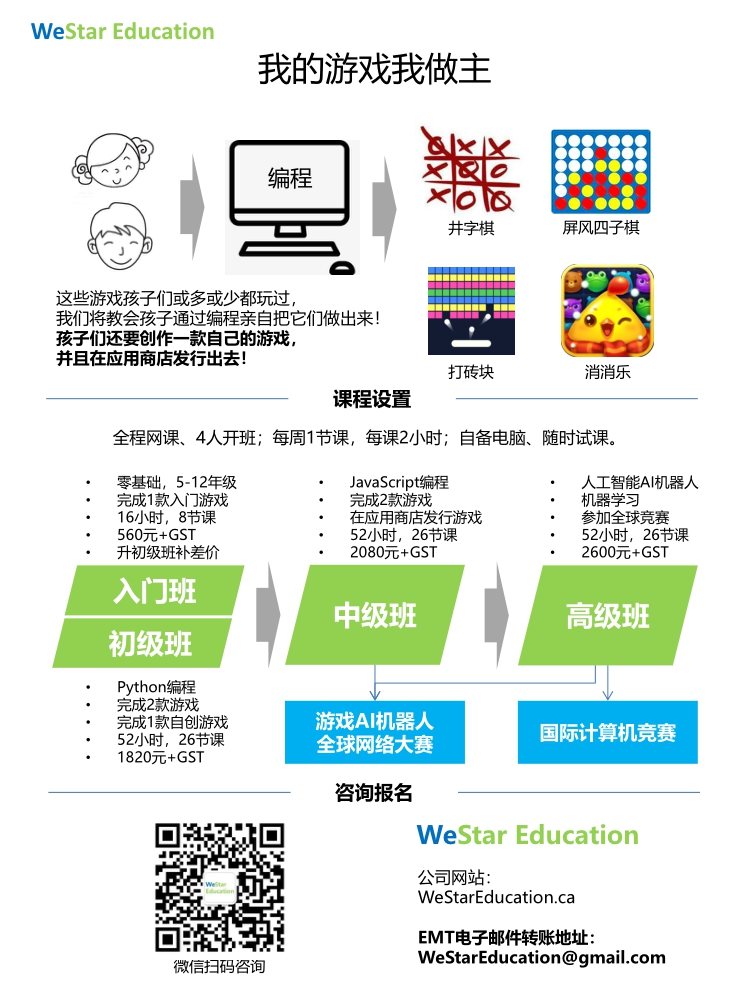 WeStar Education
我的游戏我做主
编程
井字棋
屏风四子棋
打砖块
消消乐
这些游戏孩子们或多或少都玩过，
我们将教会孩子通过编程亲自把它们做出来！
孩子们还要创作一款自己的游戏，
并且在应用商店发行出去！
课程设置
全程网课、4人开班；每周1节课，每课2小时；自备电脑、随时试课。
• 零基础，5-12年级
• 完成1款入门游戏
• 16小时，8节课
• 560元+GST
• 升初级班补差价
入门班
初级班
• Python编程
• 完成2款游戏
• 完成1款自创游戏
• 52小时，26节课
• 1820元+GST
• JavaScript编程
• 完成2款游戏
• 在应用商店发行游戏
• 52小时，26节课
• 2080元+GST
中级班
• 人工智能AI机器人
• 机器学习
• 参加全球竞赛
• 52小时，26节课
• 2600元+GST
高级班
游戏AI机器人
全球网络大赛
国际计算机竞赛
咨询报名
WeStar
Education
微信扫码咨询
WeStar Education
公司网站：
WeStarEducation.ca
EMT电子邮件转账地址：
WeStarEducation@gmail.com